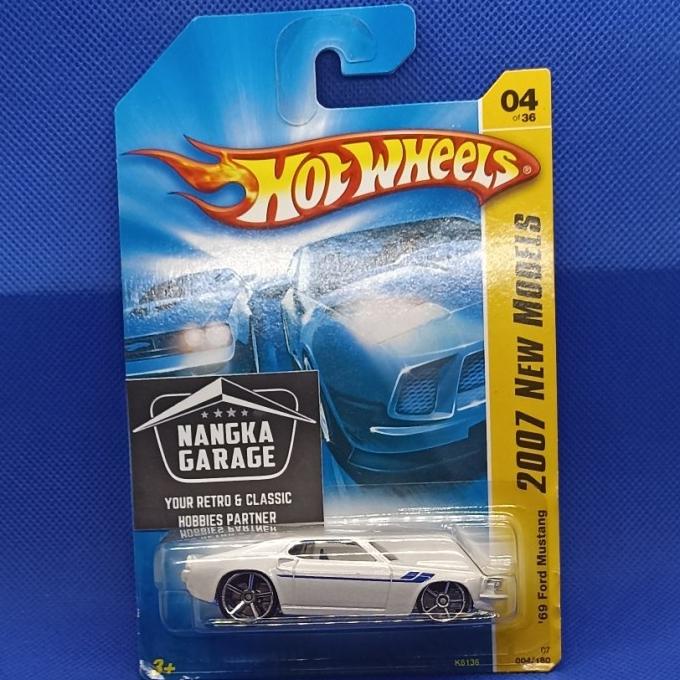 04
of 36
HOT WHEELS®
2007 NEW MODELS
'69 Ford Mustang
NANGKA
GARAGE
YOUR RETRO & CLASSIC
HOBBIES PARTNER
3+
K6136
07
004/180